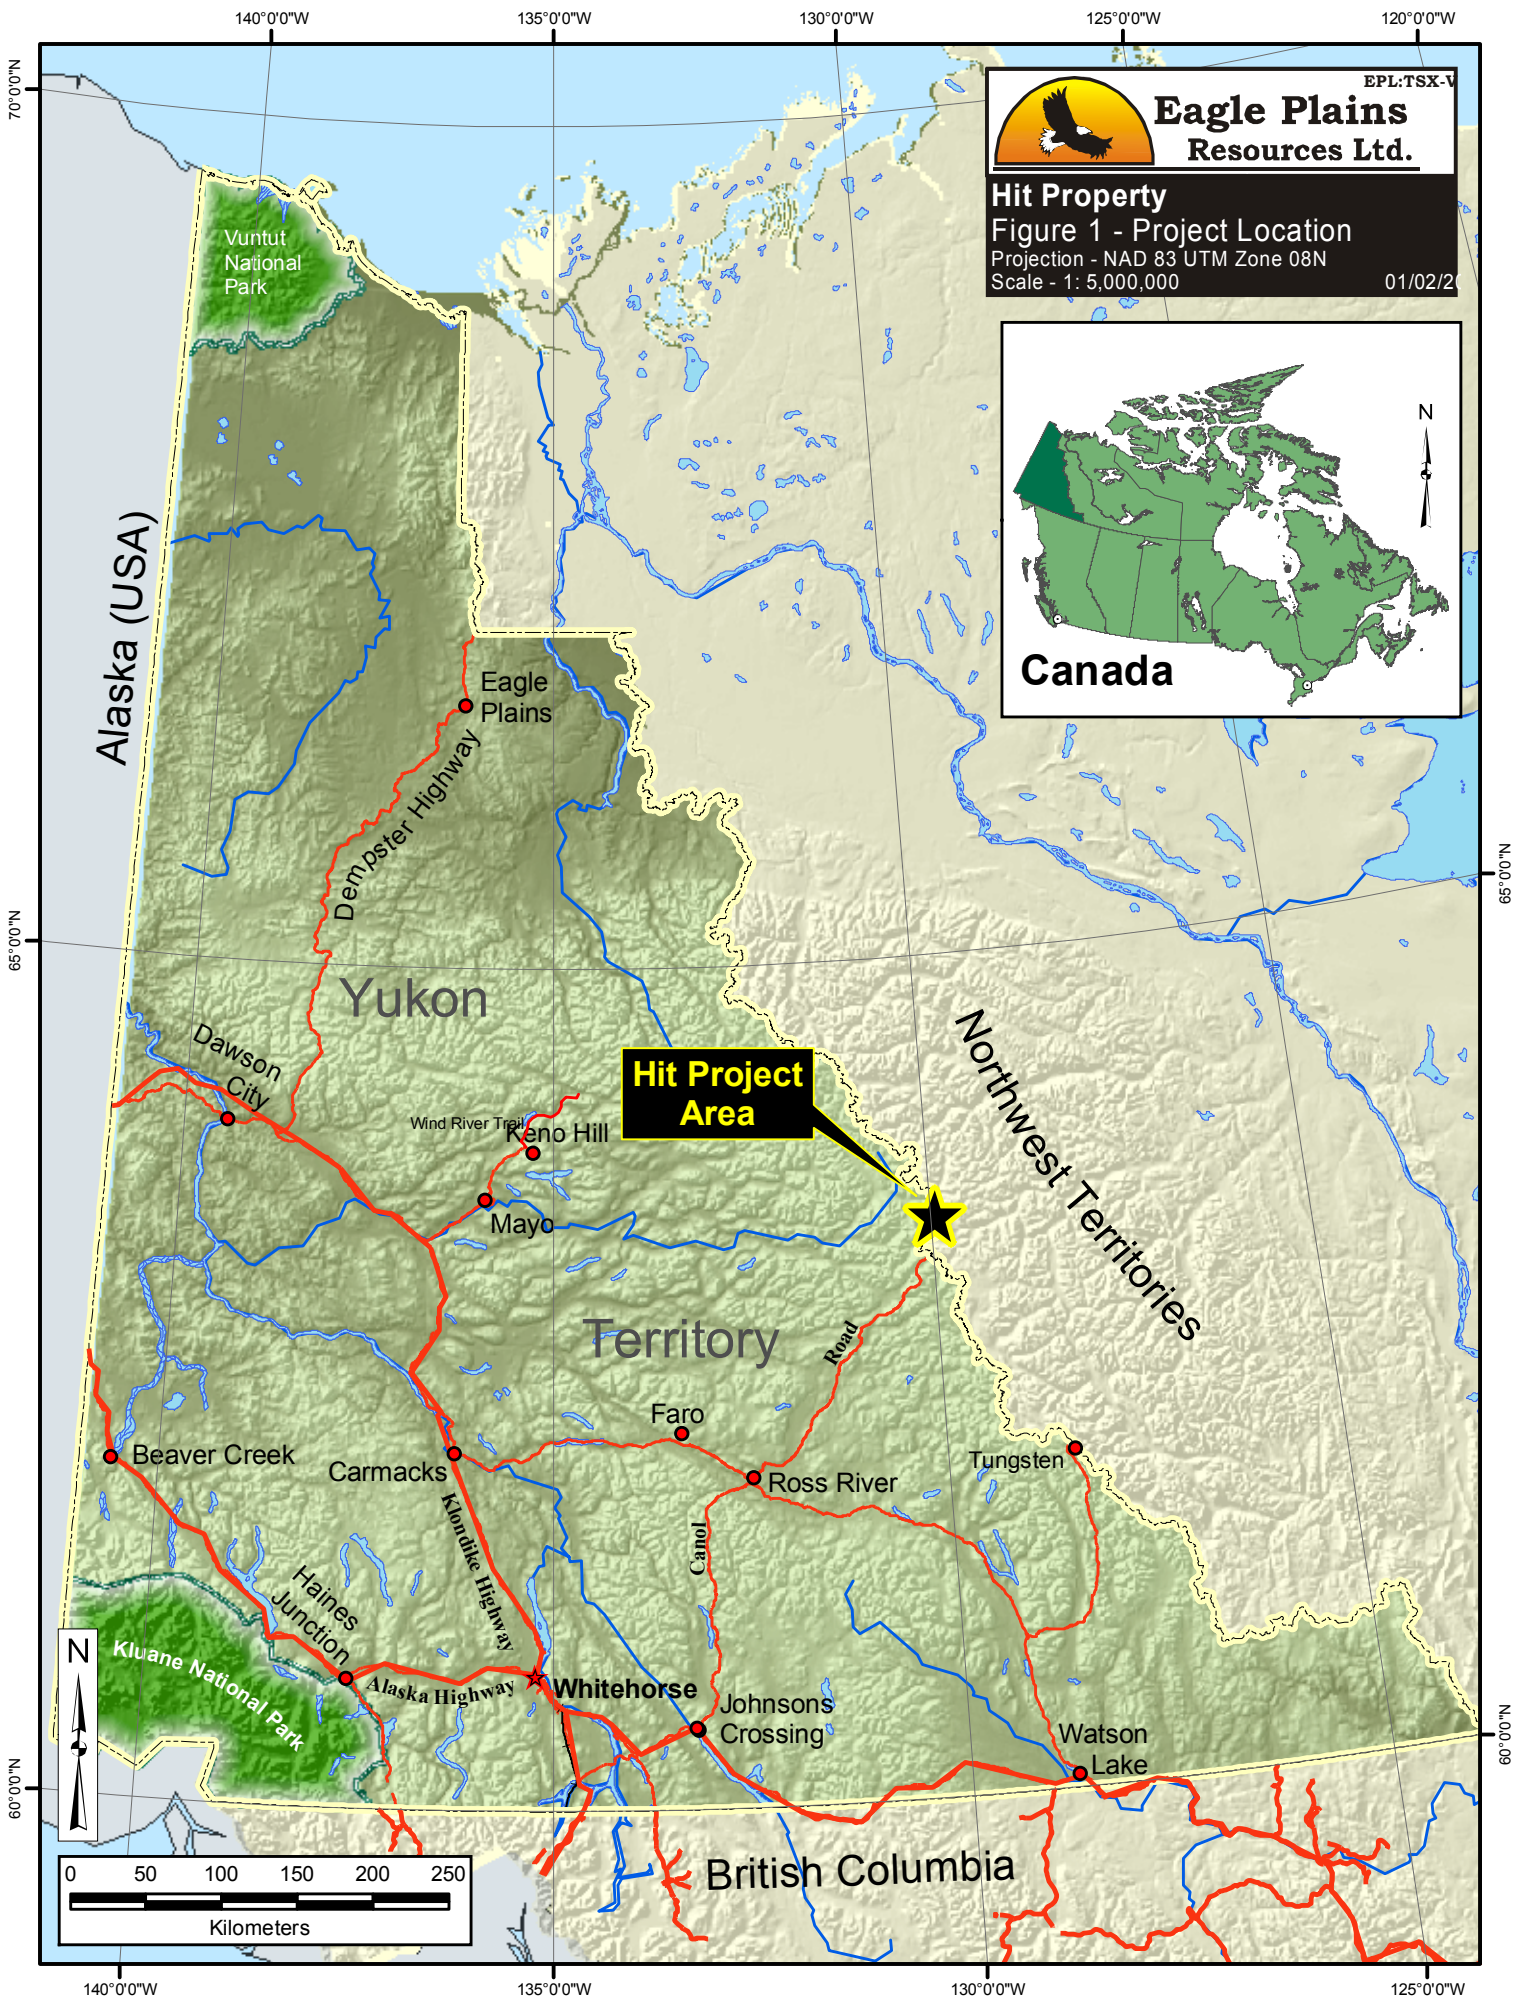 140°0'0"W
135°0'0"W
130°0'0"W
125°0'0"W
120°0'0"W
70°0'0"N
EPL:TSX-V
Eagle Plains
Resources Ltd.
Hit Property
Figure 1 - Project Location
Projection - NAD 83 UTM Zone 08N
Scale - 1: 5,000,000
01/02/20
Vuntut
National
Park
N
Canada
Alaska (USA)
Eagle
Plains
Dempster Highway
65°0'0"N
65°0'0"N
Yukon
Northwest Territories
Dawson
City
Hit Project
Area
Wind River Trail
Keno Hill
Mayo
Territory
Road
Faro
Beaver Creek
Carmacks
Ross River
Tungsten
Klondike Highway
Canol
Haines
Junction
Kluane National Park
N
Alaska Highway
Whitehorse
Johnsons
Crossing
Watson
Lake
60°0'0"N
60°0'0"N
British Columbia
0 50 100 150 200 250
Kilometers
140°0'0"W
135°0'0"W
130°0'0"W
125°0'0"W